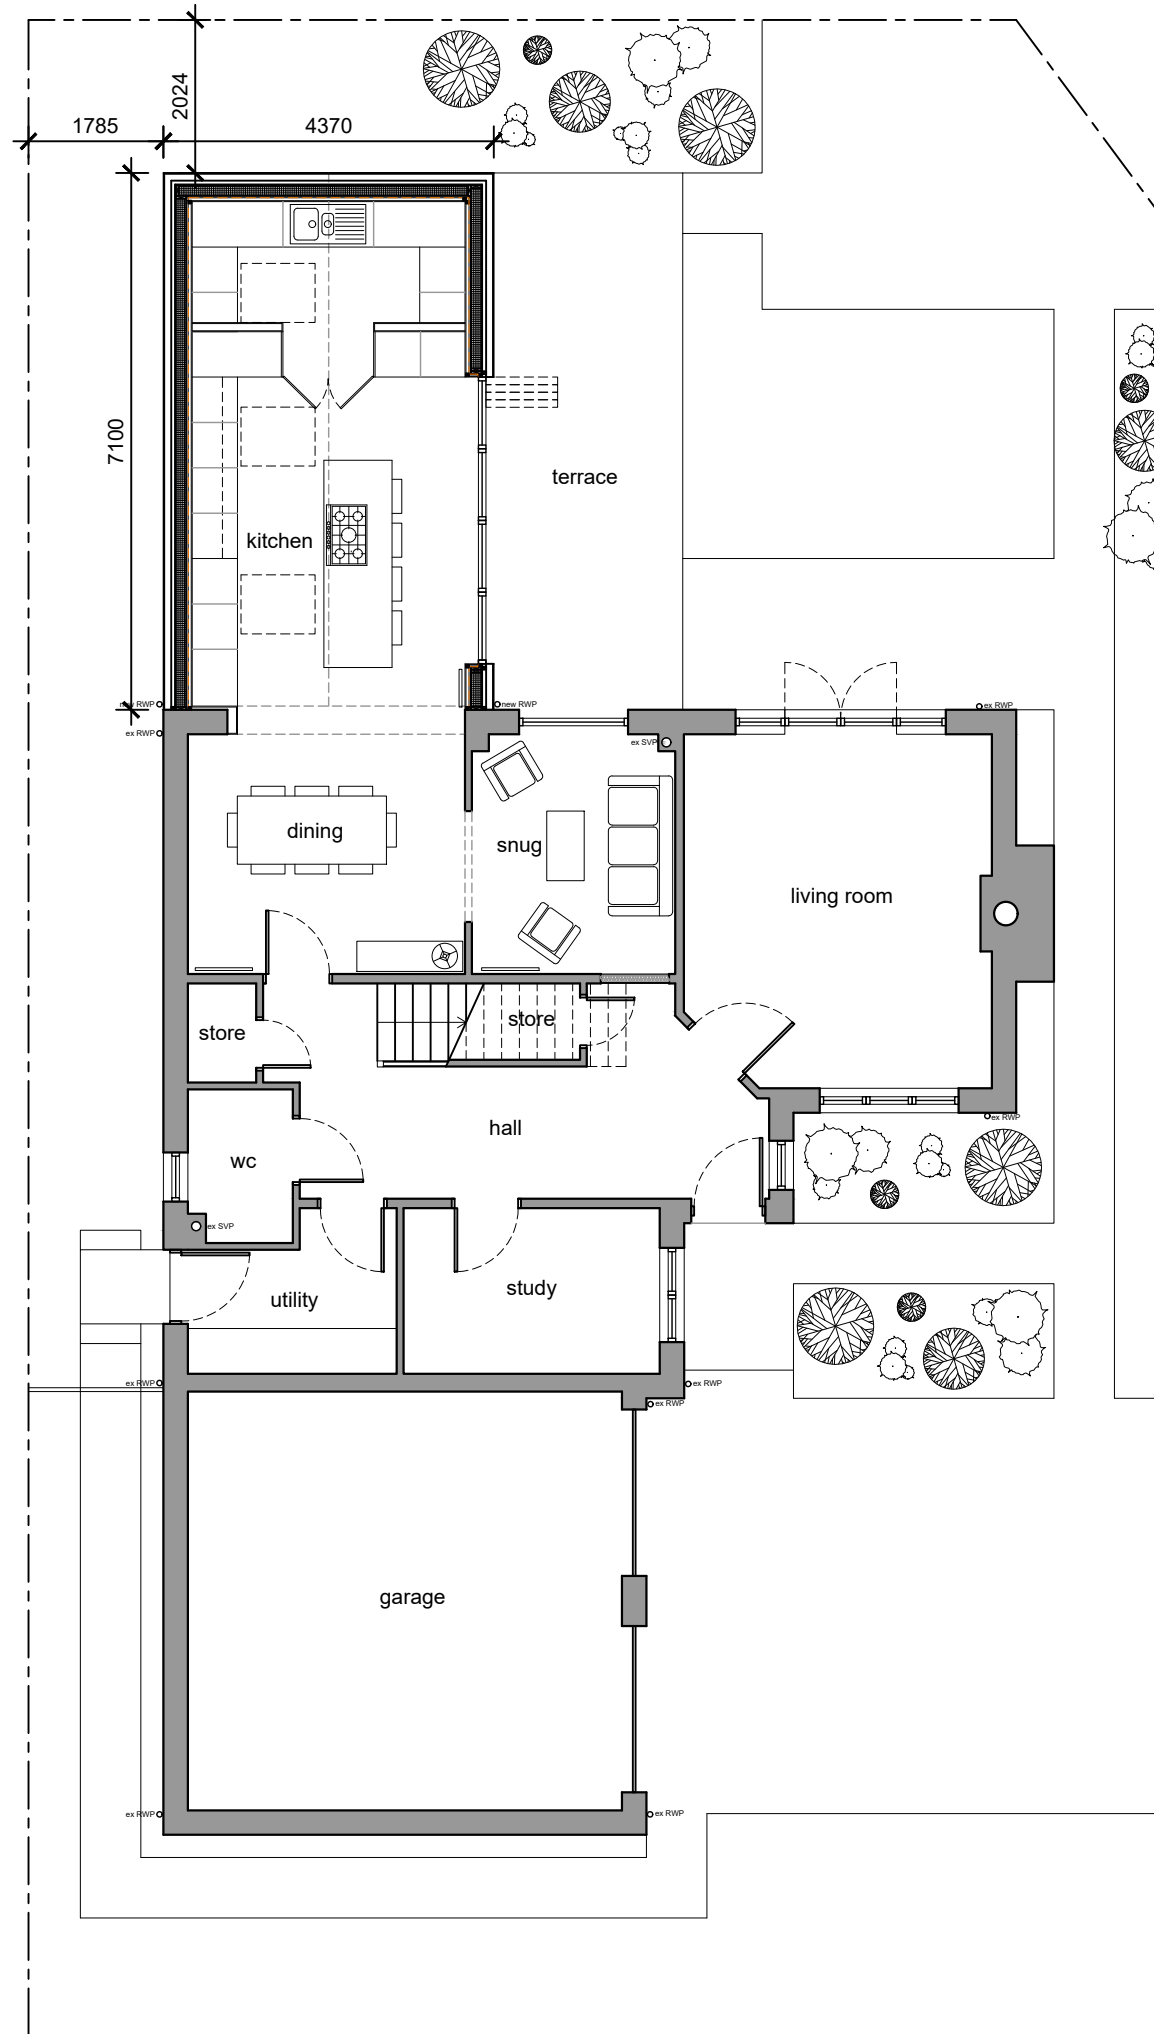 2024
1785
4370
7100
terrace
kitchen
new RWP
new RWP
ex RWP
ex RWP
ex SVP
dining
snug
living room
store
store
hall
ex RWP
wc
ex SVP
utility
study
ex RWP
ex RWP
ex RWP
garage
ex RWP
ex RWP